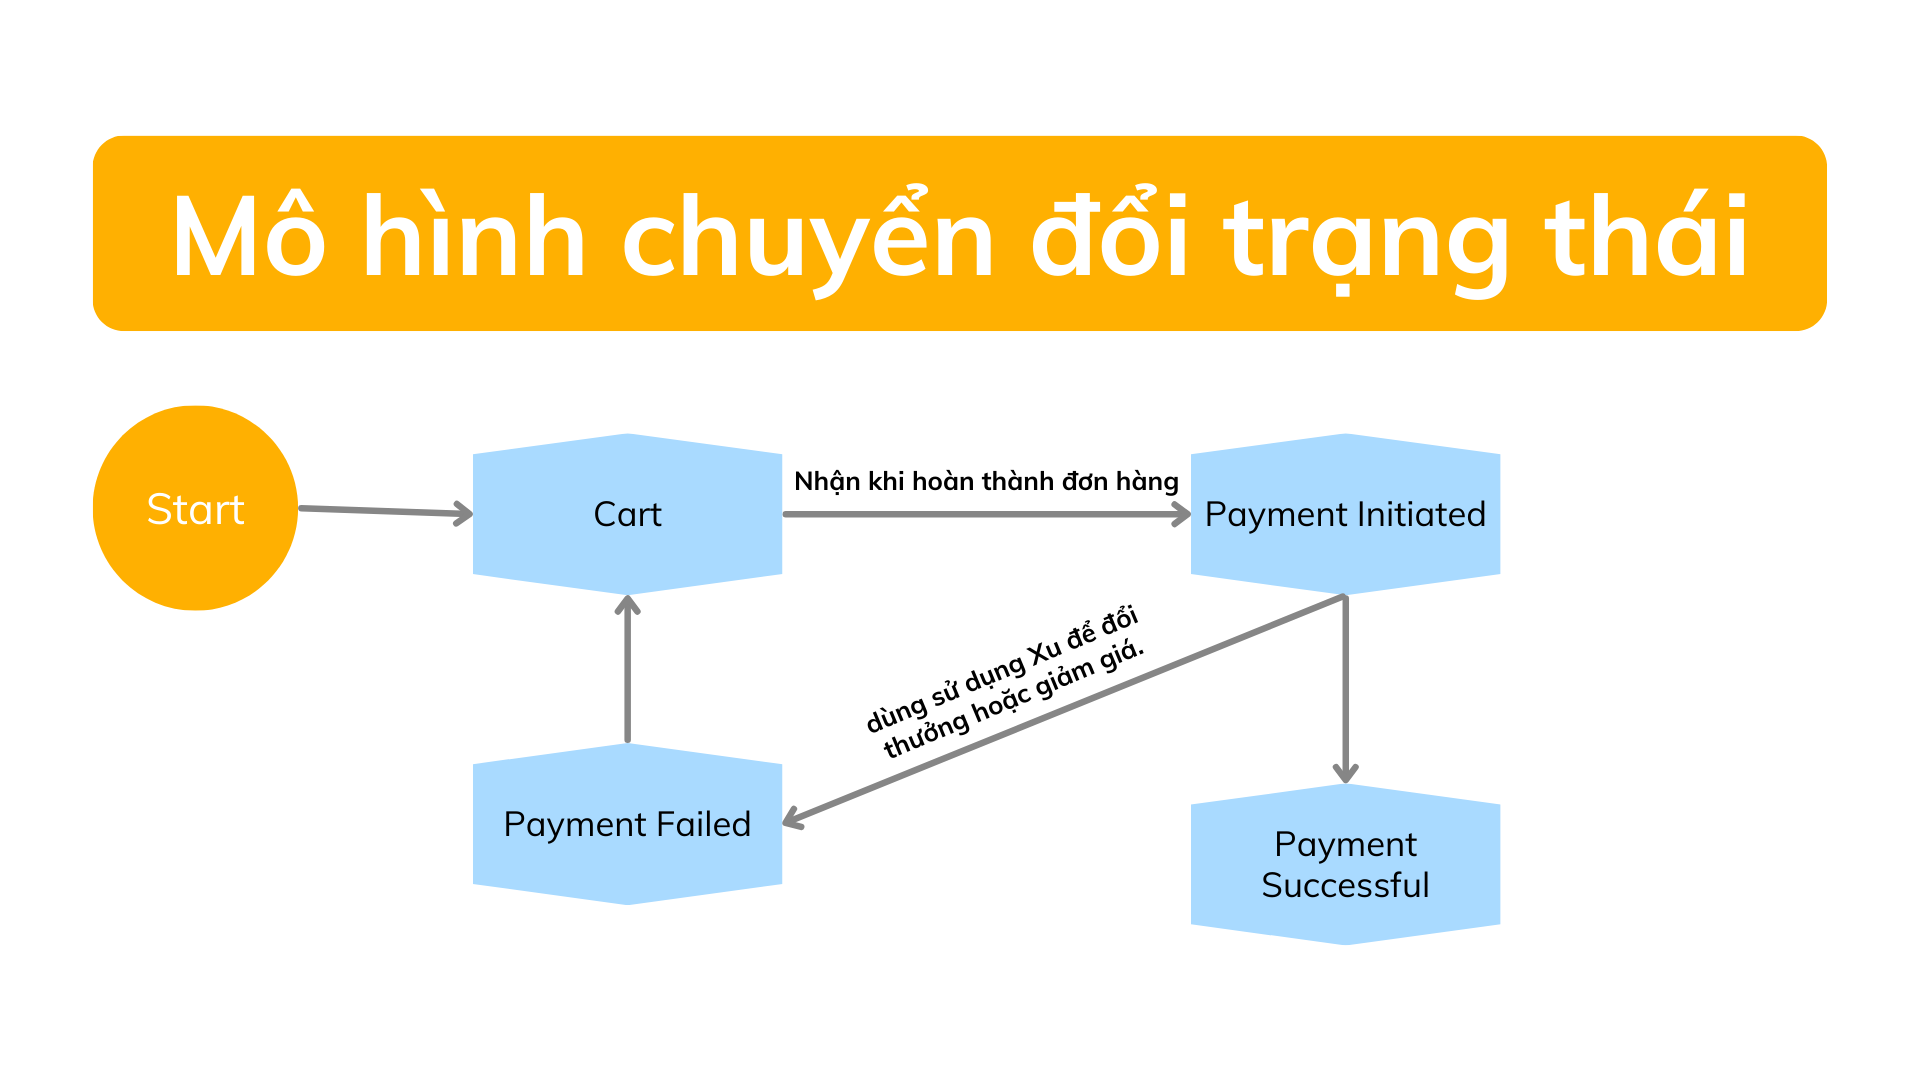 Mô hình chuyển đổi trạng thái
Start
Cart
Nhận khi hoàn thành đơn hàng
Payment Initiated
dùng sử dụng Xu để đổi
thưởng hoặc giảm giá.
Payment Failed
Payment
Successful